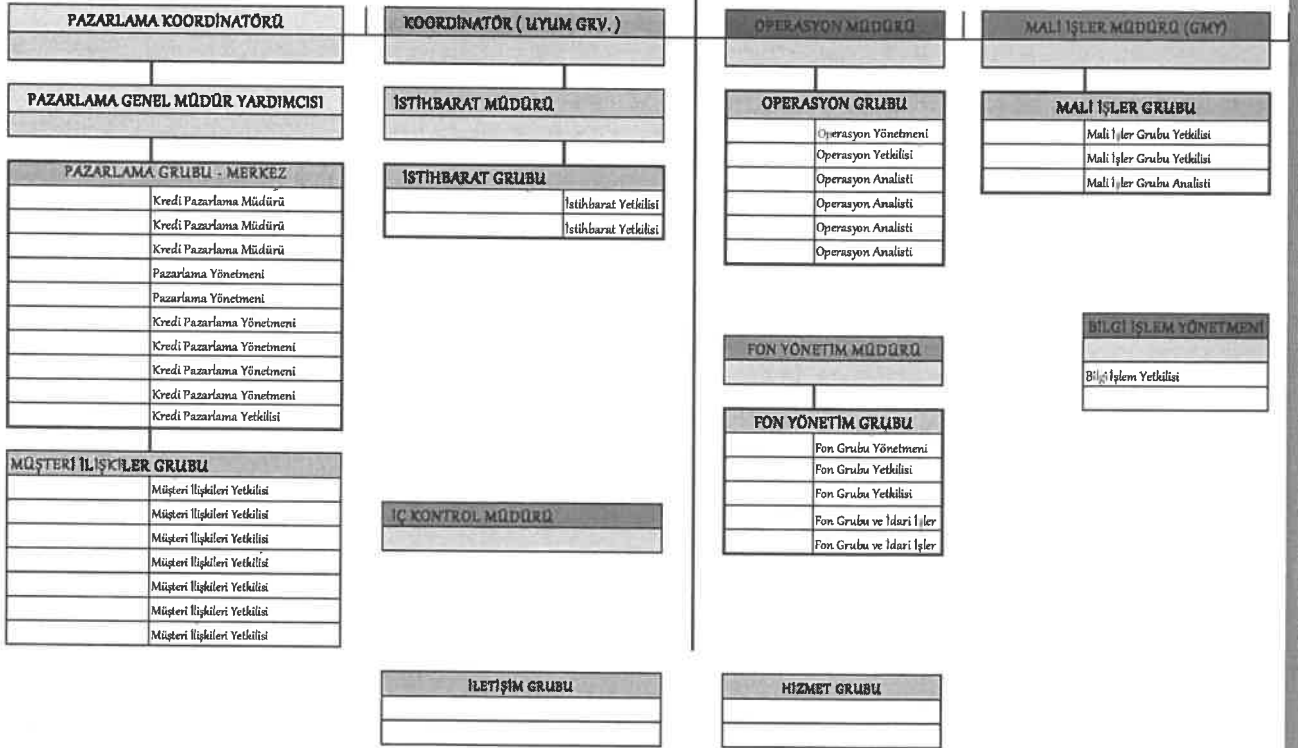 PAZARLAMA KOORDİNATÖRÜ
PAZARLAMA GENEL MÜDÜR YARDIMCISI
PAZARLAMA GRUBU - MERKEZ
Kredi Pazarlama Müdürü
Kredi Pazarlama Müdürü
Kredi Pazarlama Müdürü
Pazarlama Yönetmeni
Pazarlama Yönetmeni
Kredi Pazarlama Yönetmeni
Kredi Pazarlama Yönetmeni
Kredi Pazarlama Yönetmeni
Kredi Pazarlama Yönetmeni
Kredi Pazarlama Yetkilisi
MÜŞTERİ İLİŞKİLER GRUBU
Müşteri İlişkileri Yetkilisi
Müşteri İlişkileri Yetkilisi
Müşteri İlişkileri Yetkilisi
Müşteri İlişkileri Yetkilisi
Müşteri İlişkileri Yetkilisi
Müşteri İlişkileri Yetkilisi
Müşteri İlişkileri Yetkilisi
KOORDİNATÖR ( UYUM GRV. )
İSTİHBARAT MÜDÜRÜ
İSTİHBARAT GRUBU
İstihbarat Yetkilisi
İstihbarat Yetkilisi
İÇ KONTROL MÜDÜRÜ
İLETİŞİM GRUBU
OPERASYON MÜDÜRÜ
OPERASYON GRUBU
Operasyon Yönetmeni
Operasyon Yetkilisi
Operasyon Analisti
Operasyon Analisti
Operasyon Analisti
Operasyon Analisti
FON YÖNETİM MÜDÜRÜ
FON YÖNETİM GRUBU
Fon Grubu Yönetmeni
Fon Grubu Yetkilisi
Fon Grubu Yetkilisi
Fon Grubu ve İdari İşler
Fon Grubu ve İdari İşler
HİZMET GRUBU
MALİ İŞLER MÜDÜRÜ (GMY)
MALİ İŞLER GRUBU
Mali İşler Grubu Yetkilisi
Mali İşler Grubu Yetkilisi
Mali İşler Grubu Analisti
BİLGİ İŞLEM YÖNETMENİ
Bilgi İşlem Yetkilisi